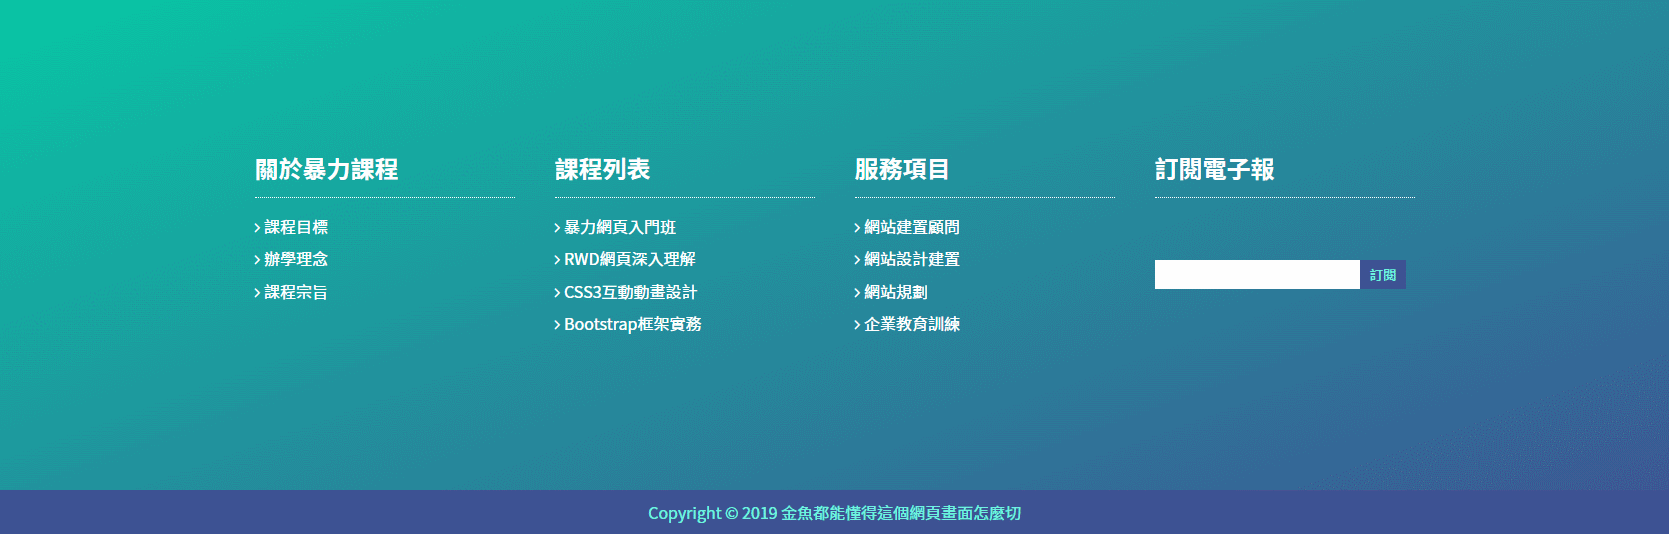 關於暴力課程
課程目標
辦學理念
課程宗旨
課程列表
暴力網頁入門班
RWD網頁深入理解
CSS3互動動畫設計
Bootstrap框架實務
服務項目
網站建置顧問
網站設計建置
網站規劃
企業教育訓練
訂閱電子報
訂閱
Copyright © 2019 金魚都能懂得這個網頁畫面怎麼切